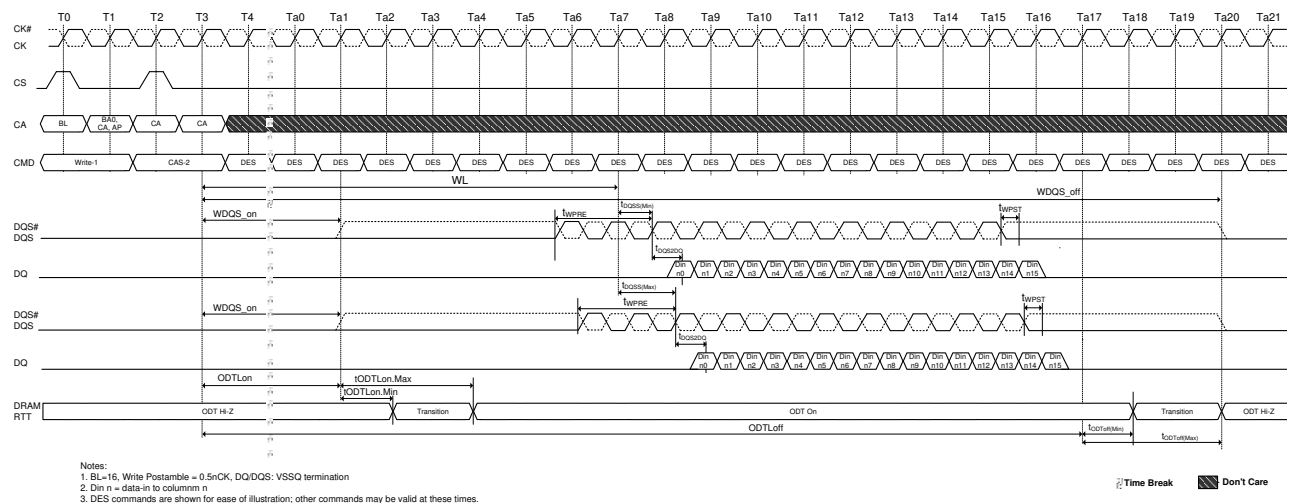 T0 T1 T2 T3 T4 Ta0 Ta1 Ta2 Ta3 Ta4 Ta5 Ta6 Ta7 Ta8 Ta9 Ta10 Ta11 Ta12 Ta13 Ta14 Ta15 Ta16 Ta17 Ta18 Ta19 Ta20 Ta21
CK#
CK
CS
CA BL BA0, CA, AP CA CA
CMD Write-1 CAS-2 DES DES DES DES DES DES DES DES DES DES DES DES DES DES DES DES DES DES DES DES DES DES DES
WL
WDQS_off
WDQS_on tWPRE tDQSS(Min) tWPST
DQS#
DQS
tDQS2DQ
DQ Din n0 Din n1 Din n2 Din n3 Din n4 Din n5 Din n6 Din n7 Din n8 Din n9 Din n10 Din n11 Din n12 Din n13 Din n14 Din n15
tDQSS(Max)
WDQS_on tWPRE tWPST
DQS#
DQS
tDQS2DQ
DQ Din n0 Din n1 Din n2 Din n3 Din n4 Din n5 Din n6 Din n7 Din n8 Din n9 Din n10 Din n11 Din n12 Din n13 Din n14 Din n15
ODTLon tODTLon.Max
tODTLon.Min
DRAM
RTT
ODT Hi-Z Transition ODT On Transition ODT Hi-Z
ODTLoff tODToff(Min)
tODToff(Max)
Notes:
1. BL=16, Write Postamble = 0.5nCK, DQ/DQS: VSSQ termination
2. Din n = data-in to columnm n
3. DES commands are shown for ease of illustration; other commands may be valid at these times.
Time Break Don't Care